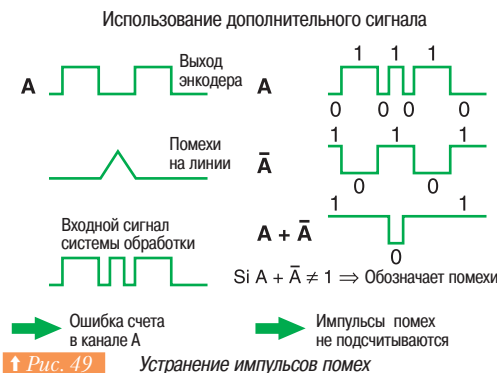 Использование дополнительного сигнала
A
Выход
энкодера
Помехи
на линии
Входной сигнал
системы обработки
Ошибка счета
в канале А
A
1 1 1
0 0 0 0
A̅
1 1 1
0 0
A + A̅
1 1
0
Si A + A̅ ≠ 1 ⇒ Обозначает помехи
Импульсы помех
не подсчитываются
Рис. 49 Устранение импульсов помех